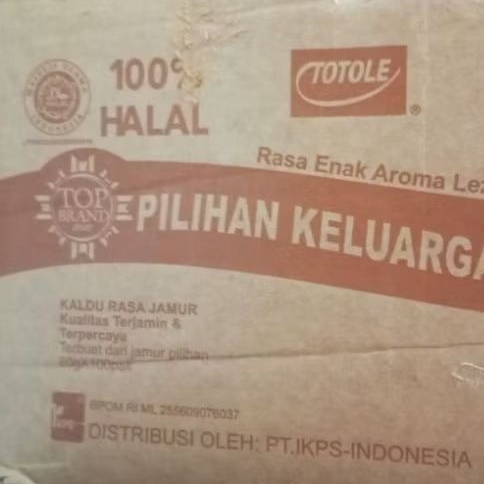 100%
HALAL
TOTOLE
®
Rasa Enak Aroma Lez
TOP
BRAND
PILIHAN KELUARGA
KALDU RASA JAMUR
Kualitas Terjamin &
Terpercaya
Terbuat dari jamur pilihan
BPOM RI ML 255609076037
DISTRIBUSI OLEH: PT.IKPS-INDONESIA